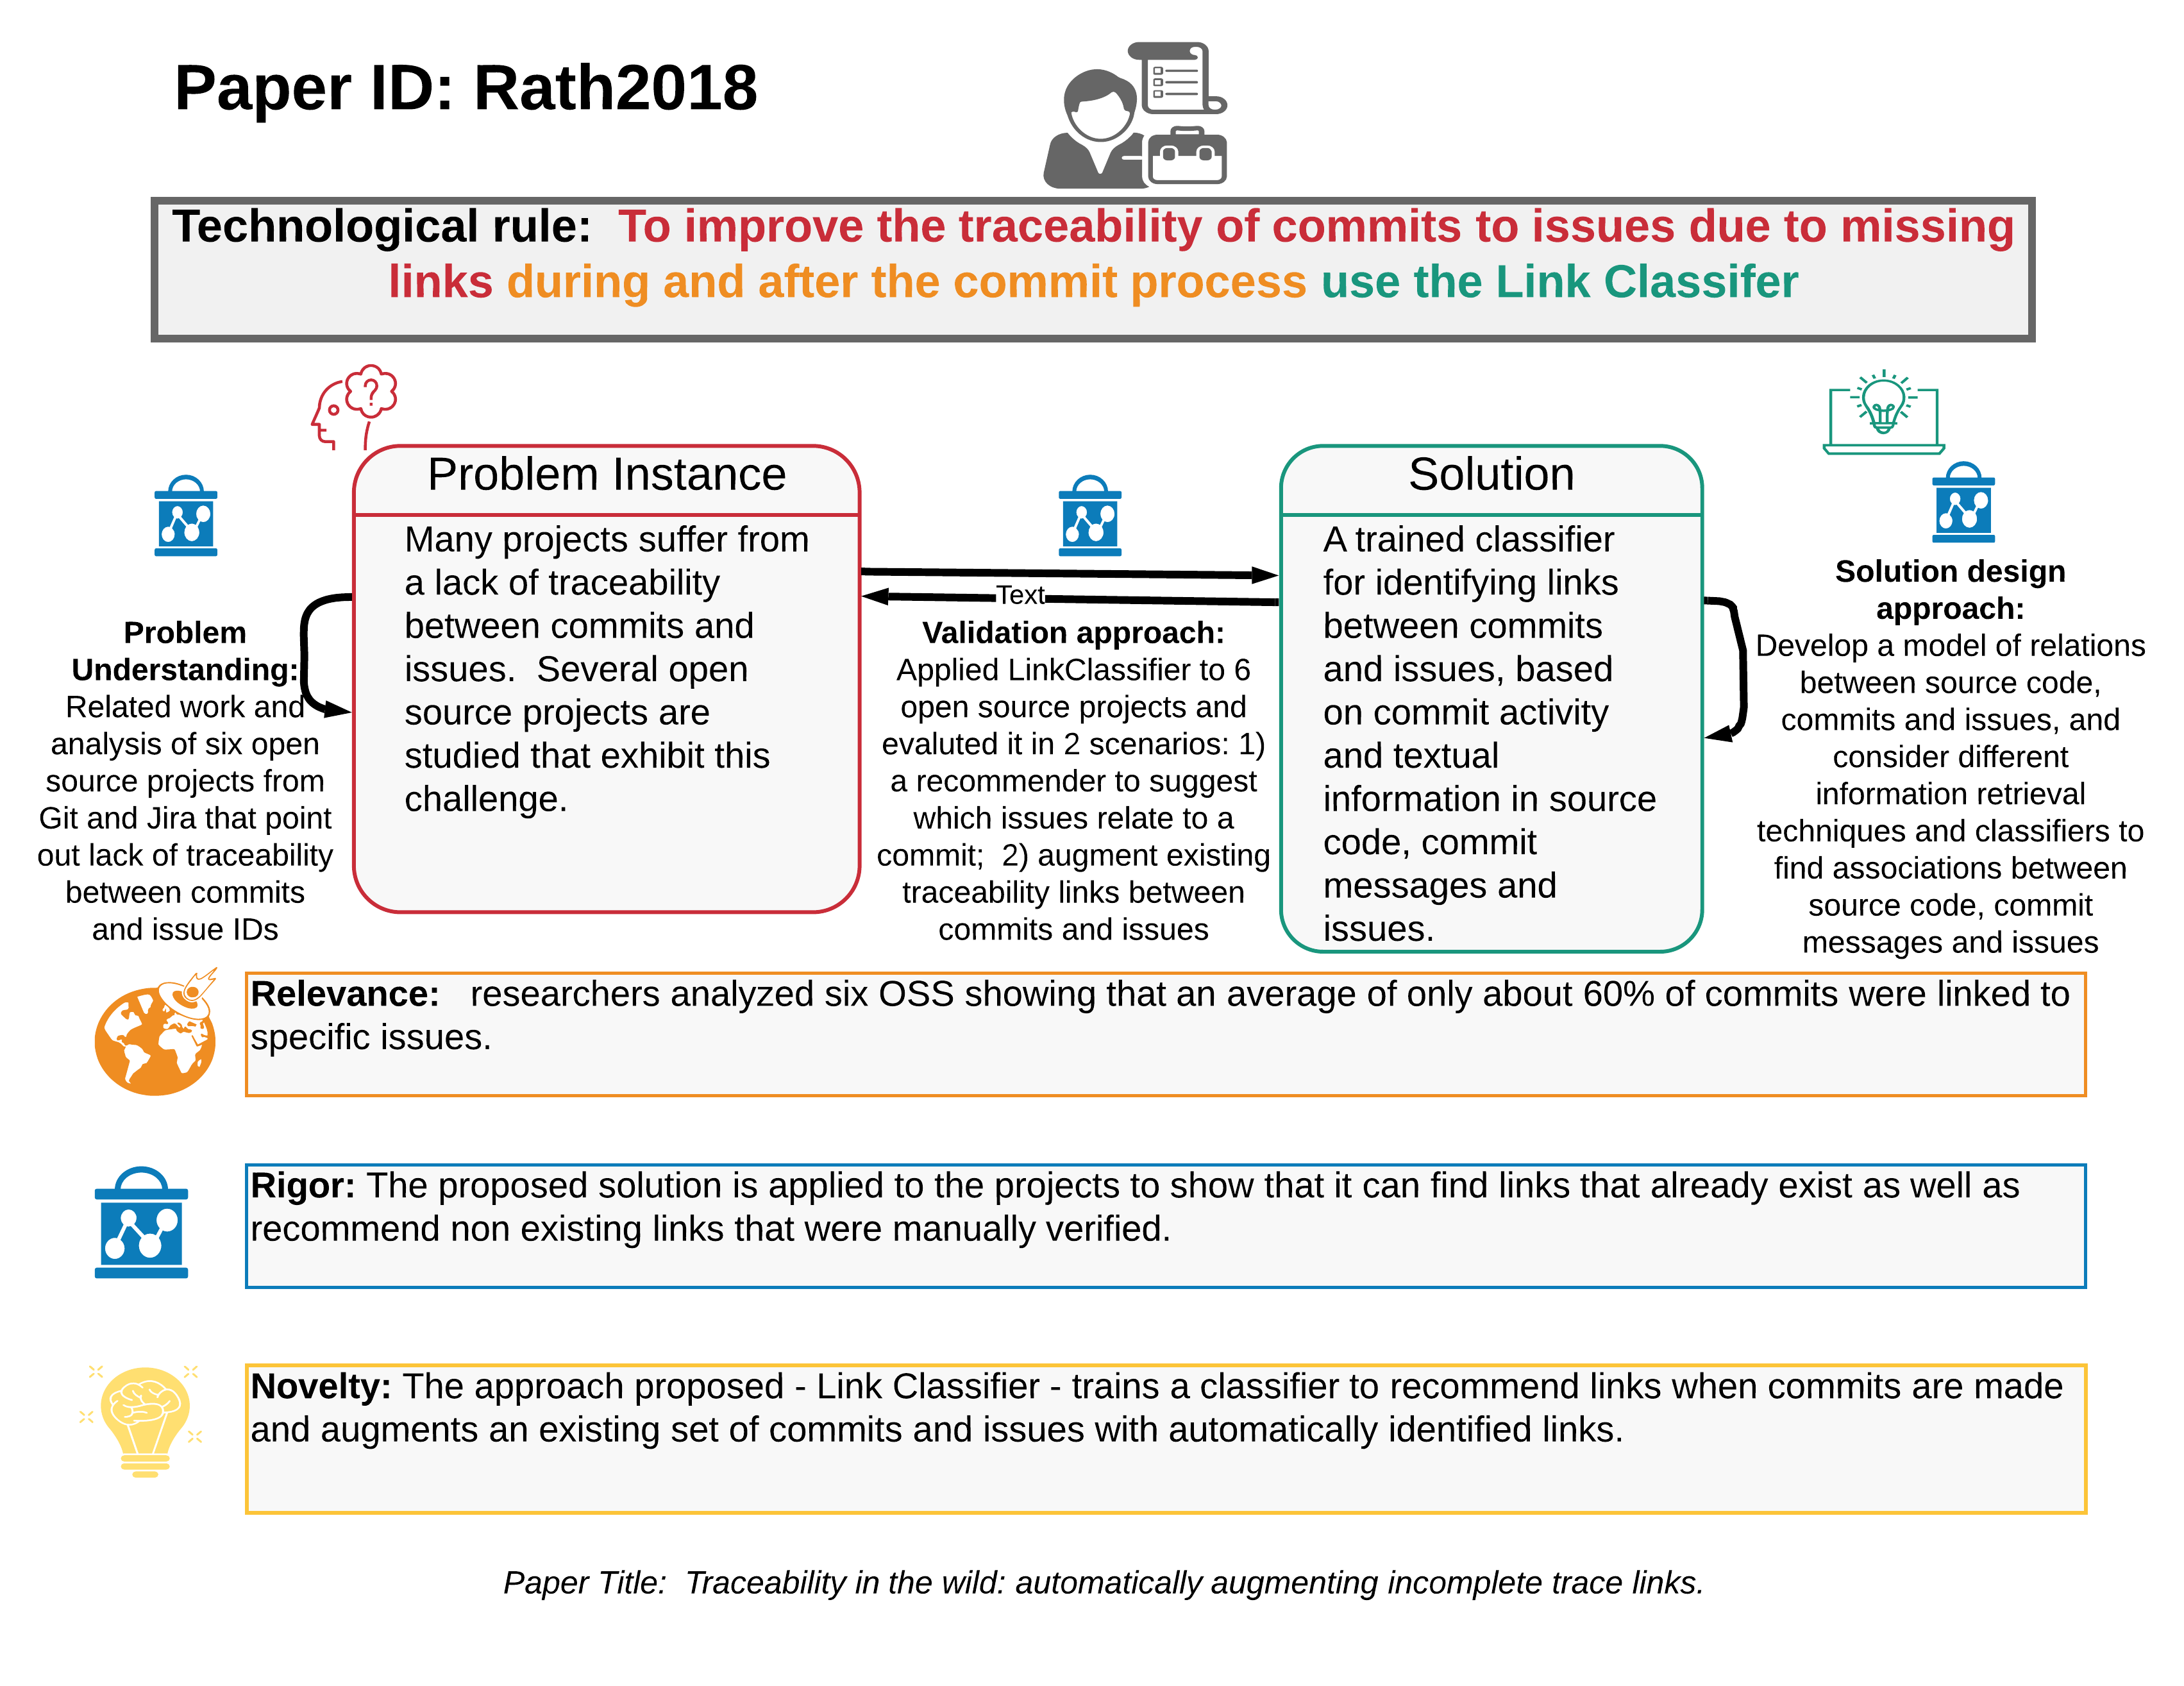 Paper ID: Rath2018
Technological rule:  To improve the traceability of commits to issues due to missing
links during and after the commit process use the Link Classifer
Problem Instance
Many projects suffer from
a lack of traceability
between commits and
issues.  Several open
source projects are
studied that exhibit this
challenge.
Solution
A trained classifier
for identifying links
between commits
and issues, based
on commit activity
and textual
information in source
code, commit
messages and
issues.
Problem
Understanding:
Related work and
analysis of six open
source projects from
Git and Jira that point
out lack of traceability
between commits
and issue IDs
Text
Validation approach:
Applied LinkClassifier to 6
open source projects and
evaluted it in 2 scenarios: 1)
a recommender to suggest
which issues relate to a
commit;  2) augment existing
traceability links between
commits and issues
Solution design
approach:
Develop a model of relations
between source code,
commits and issues, and
consider different
information retrieval
techniques and classifiers to
find associations between
source code, commit
messages and issues
Relevance:   researchers analyzed six OSS showing that an average of only about 60% of commits were linked to
specific issues.
Rigor: The proposed solution is applied to the projects to show that it can find links that already exist as well as
recommend non existing links that were manually verified.
Novelty: The approach proposed - Link Classifier - trains a classifier to recommend links when commits are made
and augments an existing set of commits and issues with automatically identified links.
Paper Title:  Traceability in the wild: automatically augmenting incomplete trace links.